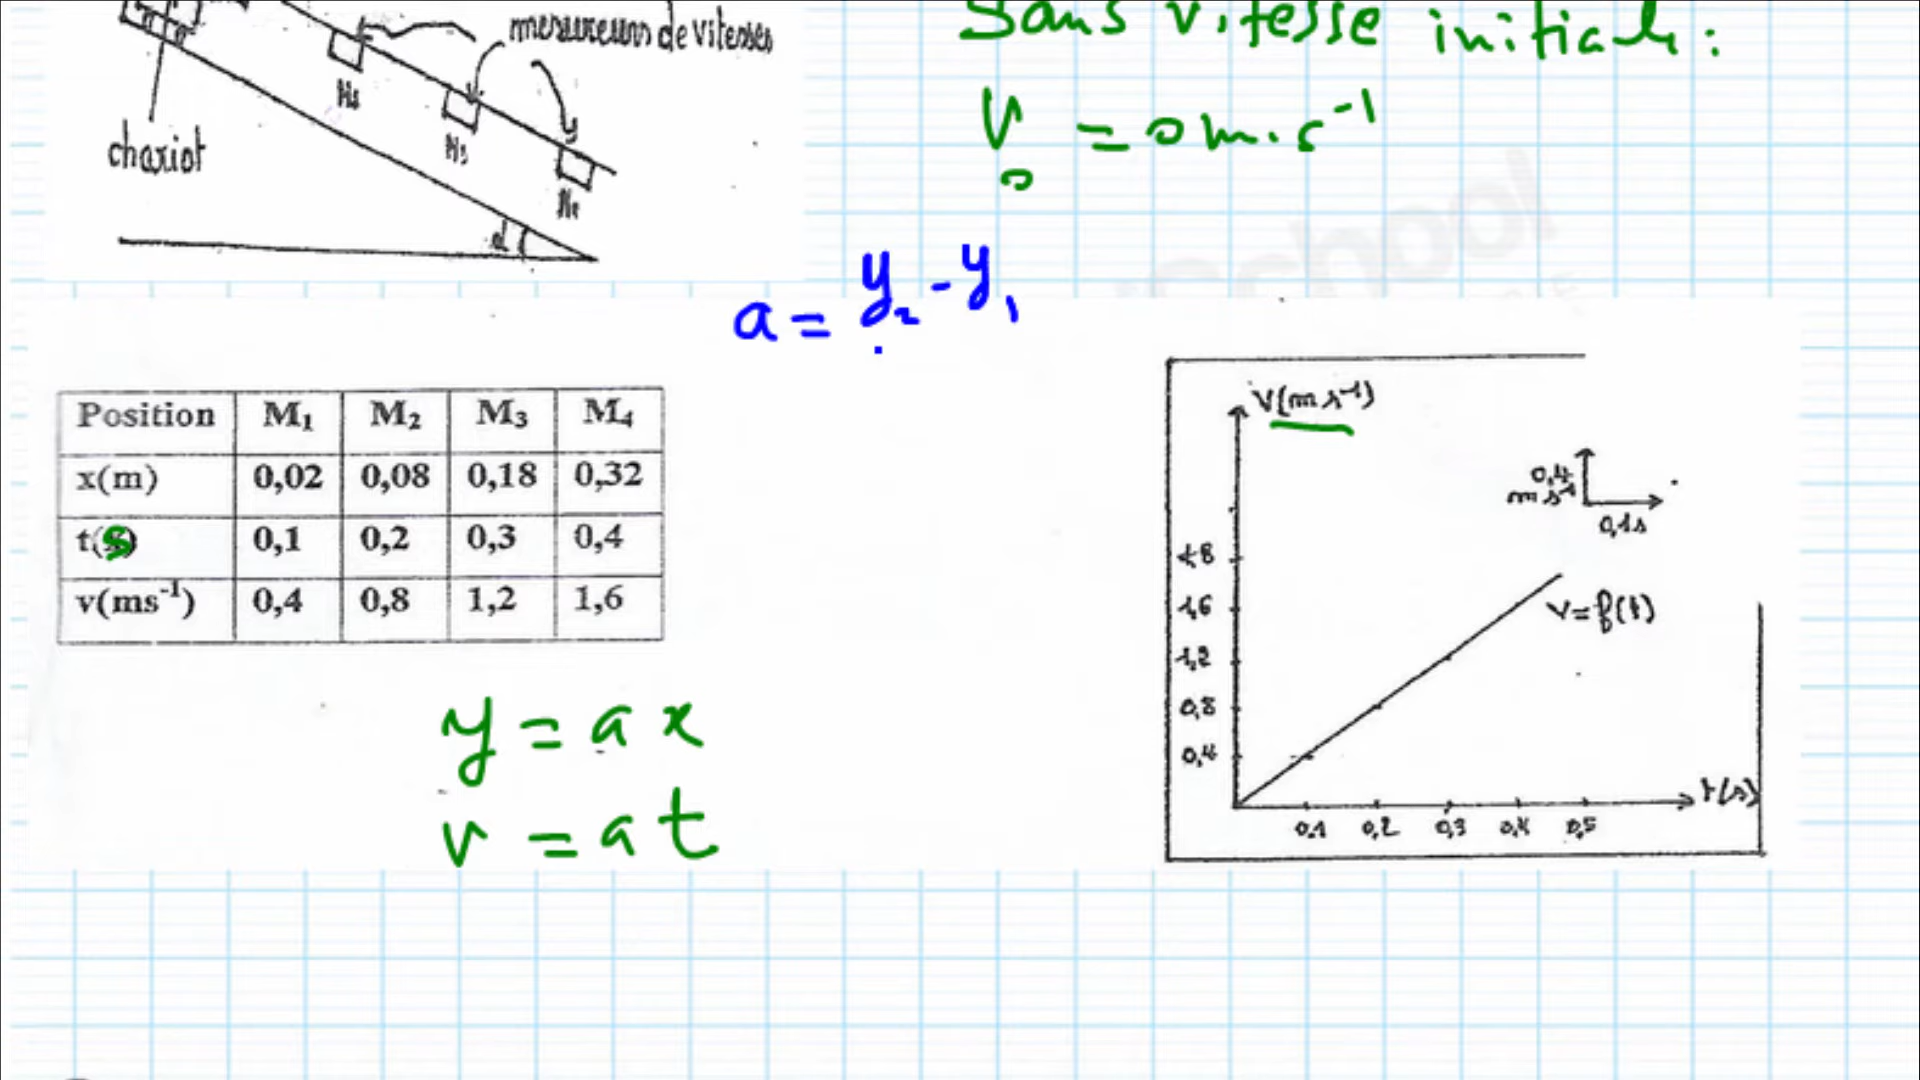 mesureurs de vitesses
Sans vitesse initiale :
V₀ = 0 m.s⁻¹
chariot
α
a = y₂ - y₁
Position M₁ M₂ M₃ M₄
x(m) 0,02 0,08 0,18 0,32
t(s) 0,1 0,2 0,3 0,4
v(ms⁻¹) 0,4 0,8 1,2 1,6
y = a x
v = a t
V(m s⁻¹)
0,4
m s⁻¹
0,1s
1,8
1,6
1,2
0,8
0,4
v = f(t)
t(s)
0,1 0,2 0,3 0,4 0,5